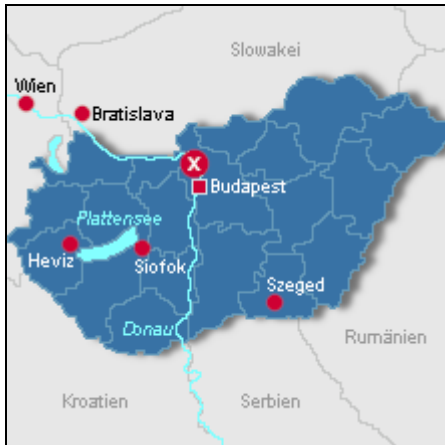 Slowakei
Wien
Bratislava
X
Budapest
Plattensee
Heviz
Siofok
Szeged
Donau
Rumänien
Kroatien
Serbien